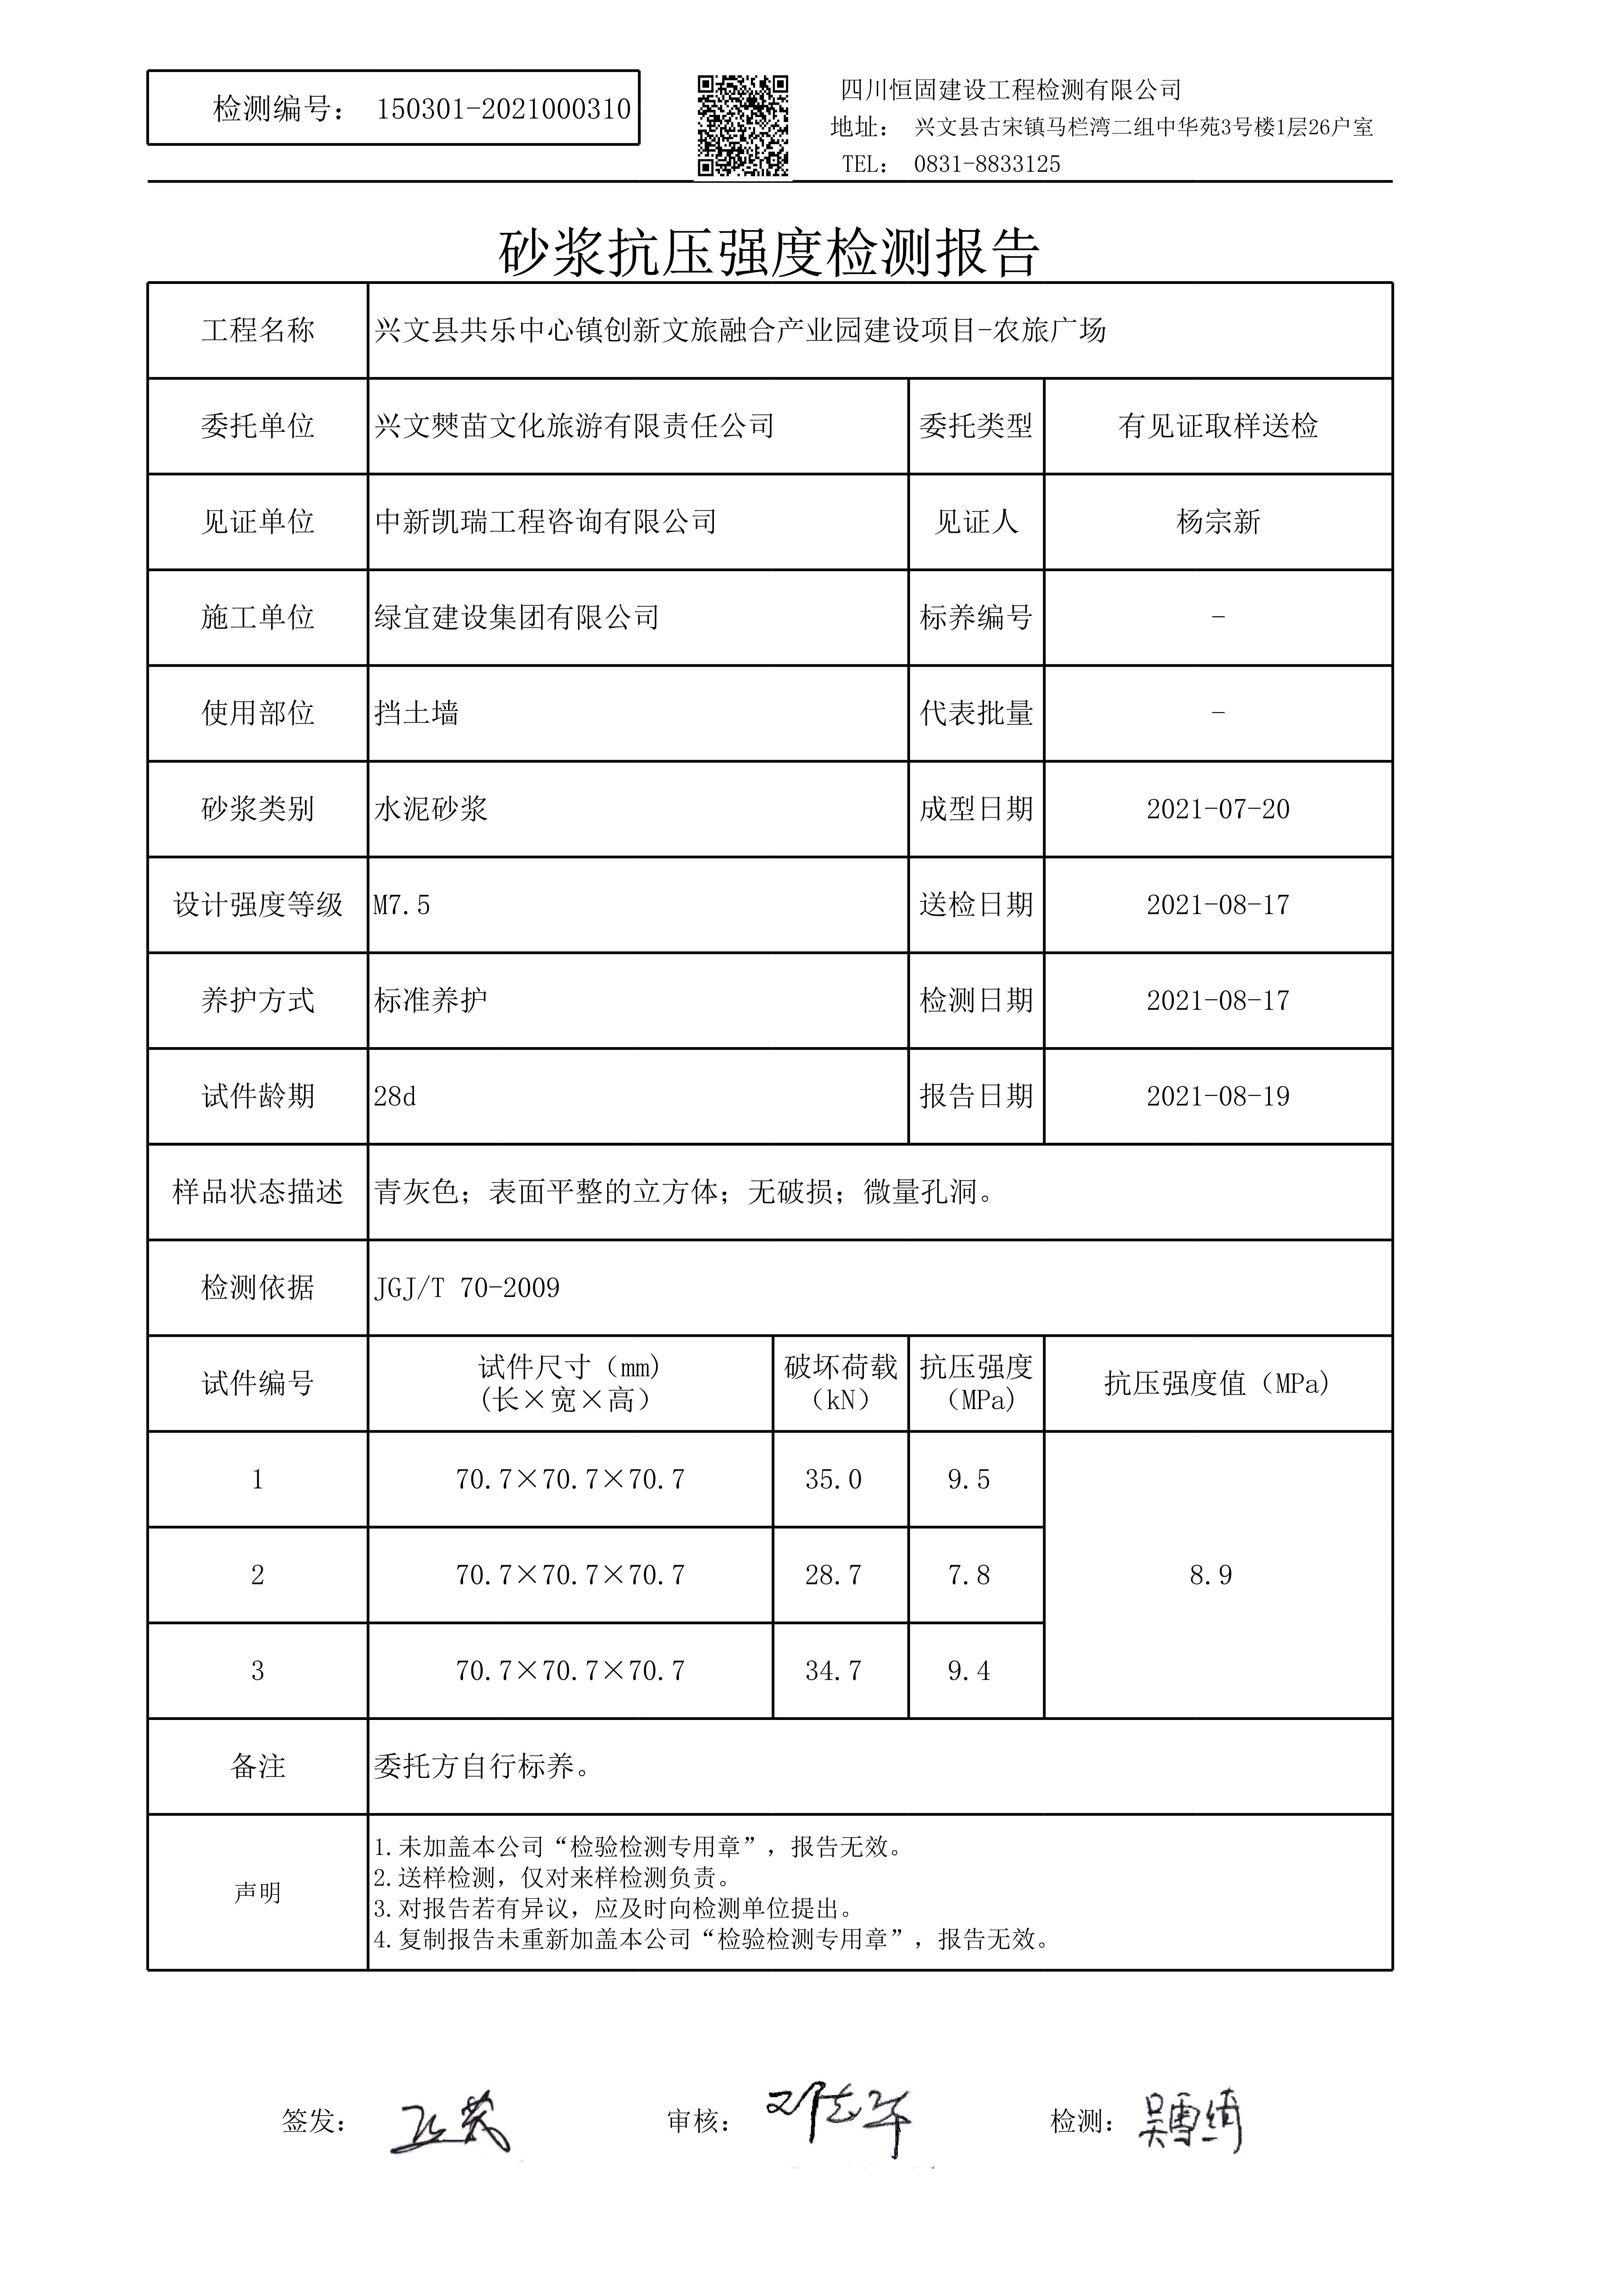 检测编号： 150301-2021000310
四川恒固建设工程检测有限公司
地址： 兴文县古宋镇马栏湾二组中华苑3号楼1层26户室
TEL： 0831-8833125
砂浆抗压强度检测报告
工程名称 兴文县共乐中心镇创新文旅融合产业园建设项目-农旅广场
委托单位 兴文僰苗文化旅游有限责任公司 委托类型 有见证取样送检
见证单位 中新凯瑞工程咨询有限公司 见证人 杨宗新
施工单位 绿宜建设集团有限公司 标养编号 -
使用部位 挡土墙 代表批量 -
砂浆类别 水泥砂浆 成型日期 2021-07-20
设计强度等级 M7.5 送检日期 2021-08-17
养护方式 标准养护 检测日期 2021-08-17
试件龄期 28d 报告日期 2021-08-19
样品状态描述 青灰色；表面平整的立方体；无破损；微量孔洞。
检测依据 JGJ/T 70-2009
试件编号 试件尺寸（mm) (长×宽×高） 破坏荷载（kN） 抗压强度（MPa) 抗压强度值（MPa)
1 70.7×70.7×70.7 35.0 9.5
2 70.7×70.7×70.7 28.7 7.8 8.9
3 70.7×70.7×70.7 34.7 9.4
备注 委托方自行标养。
声明
1.未加盖本公司“检验检测专用章”，报告无效。
2.送样检测，仅对来样检测负责。
3.对报告若有异议，应及时向检测单位提出。
4.复制报告未重新加盖本公司“检验检测专用章”，报告无效。
签发： 审核： 检测：吴雪绮